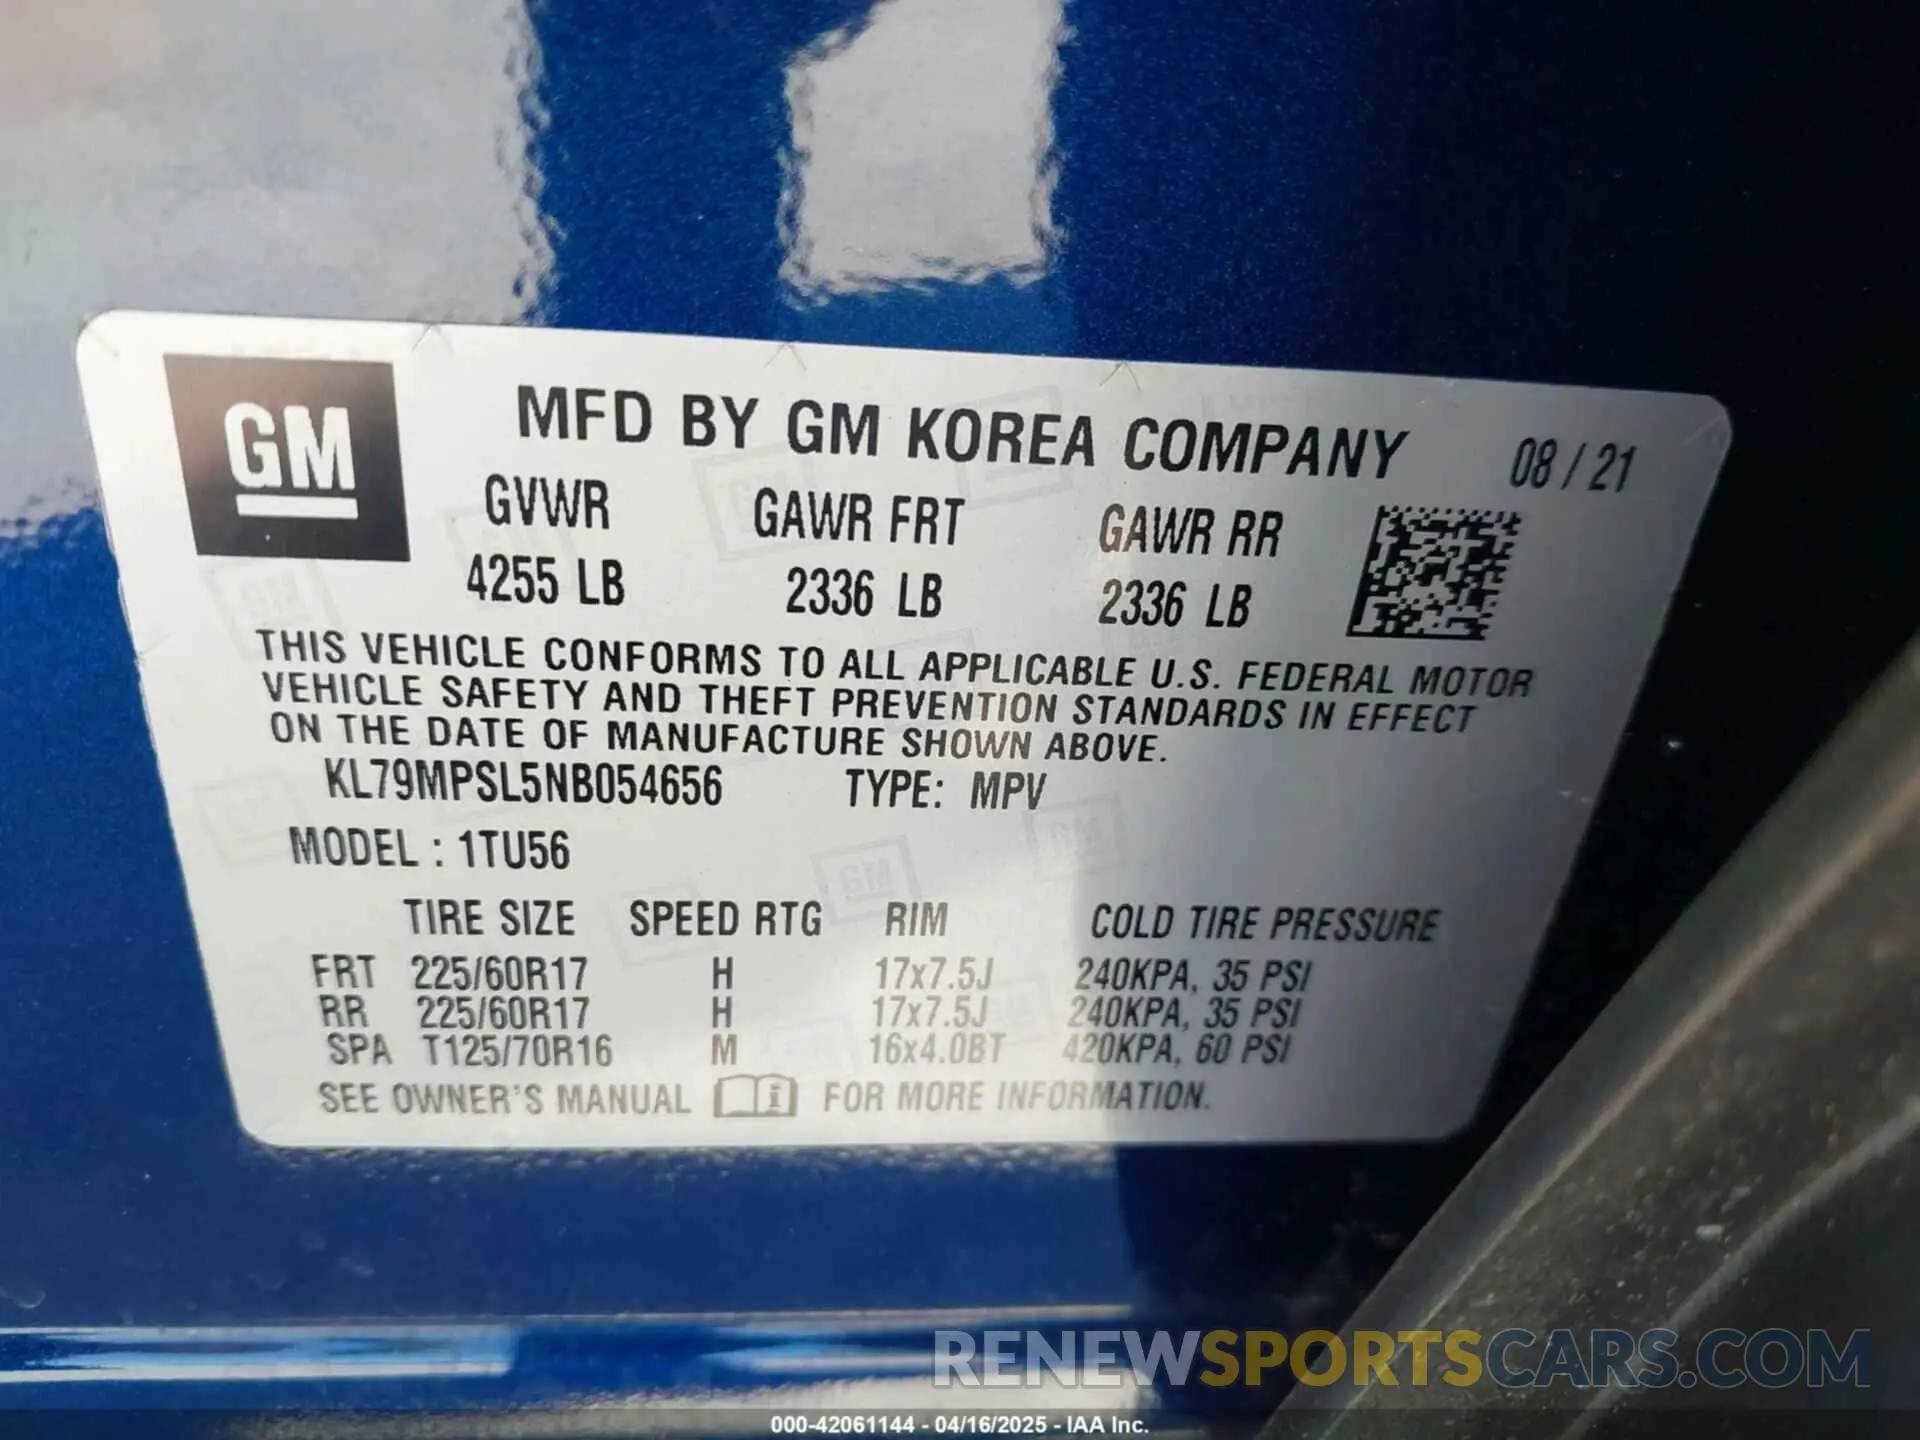 GM
MFD BY GM KOREA COMPANY 08 / 21
GVWR GAWR FRT GAWR RR
4255 LB 2336 LB 2336 LB
THIS VEHICLE CONFORMS TO ALL APPLICABLE U.S. FEDERAL MOTOR
VEHICLE SAFETY AND THEFT PREVENTION STANDARDS IN EFFECT
ON THE DATE OF MANUFACTURE SHOWN ABOVE.
KL79MPSL5NB054656 TYPE: MPV
MODEL : 1TU56
TIRE SIZE SPEED RTG RIM COLD TIRE PRESSURE
FRT 225/60R17 H 17x7.5J 240KPA, 35 PSI
RR 225/60R17 H 17x7.5J 240KPA, 35 PSI
SPA T125/70R16 M 16x4.0BT 420KPA, 60 PSI
SEE OWNER'S MANUAL i FOR MORE INFORMATION.
RENEWSPORTSCARS.COM
000-42061144 - 04/16/2025 - IAA Inc.